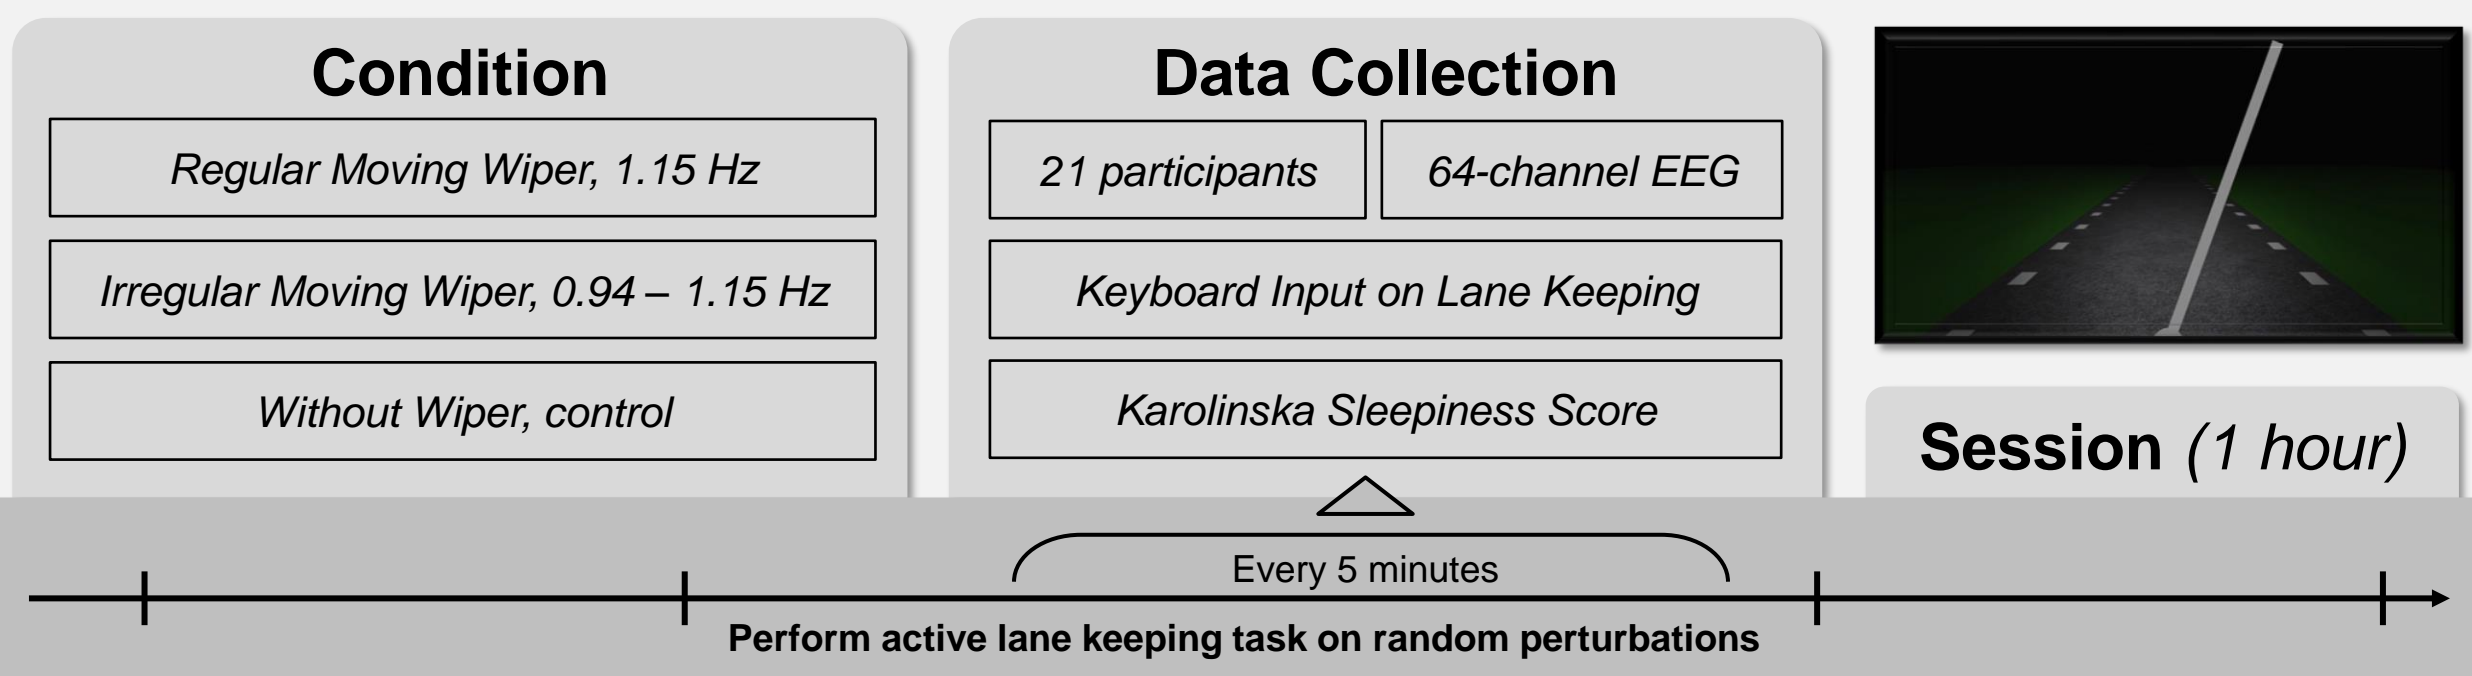 Condition
Regular Moving Wiper, 1.15 Hz
Irregular Moving Wiper, 0.94 – 1.15 Hz
Without Wiper, control
Data Collection
21 participants
64-channel EEG
Keyboard Input on Lane Keeping
Karolinska Sleepiness Score
Session (1 hour)
Every 5 minutes
Perform active lane keeping task on random perturbations